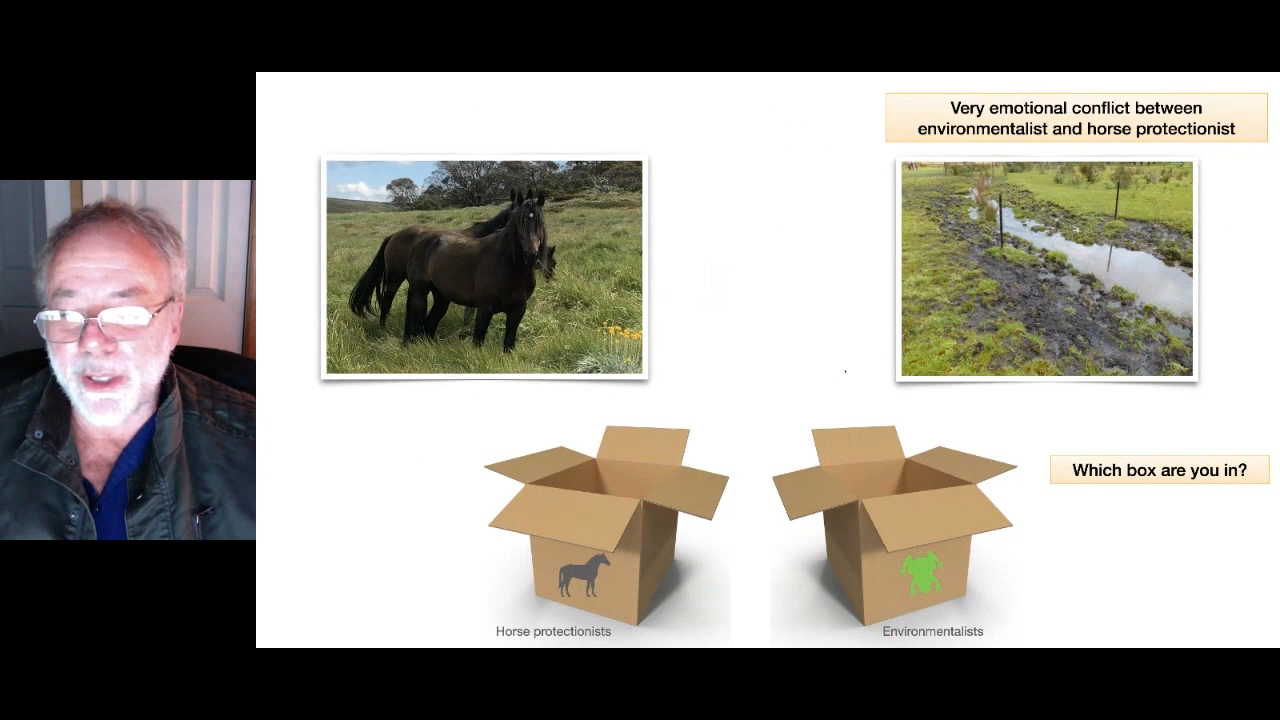 Very emotional conflict between
environmentalist and horse protectionist
Which box are you in?
Horse protectionists
Environmentalists